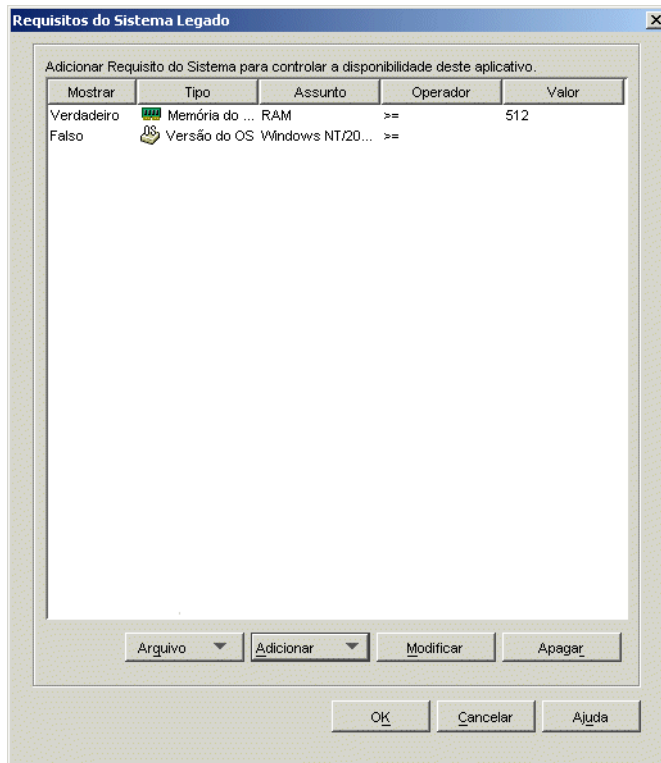 Requisitos do Sistema Legado
Adicionar Requisito do Sistema para controlar a disponibilidade deste aplicativo.
Mostrar Tipo Assunto Operador Valor
Verdadeiro Memória do ... RAM >= 512
Falso OS Versão do OS Windows NT/20... >=
Arquivo Adicionar Modificar Apagar
OK Cancelar Ajuda